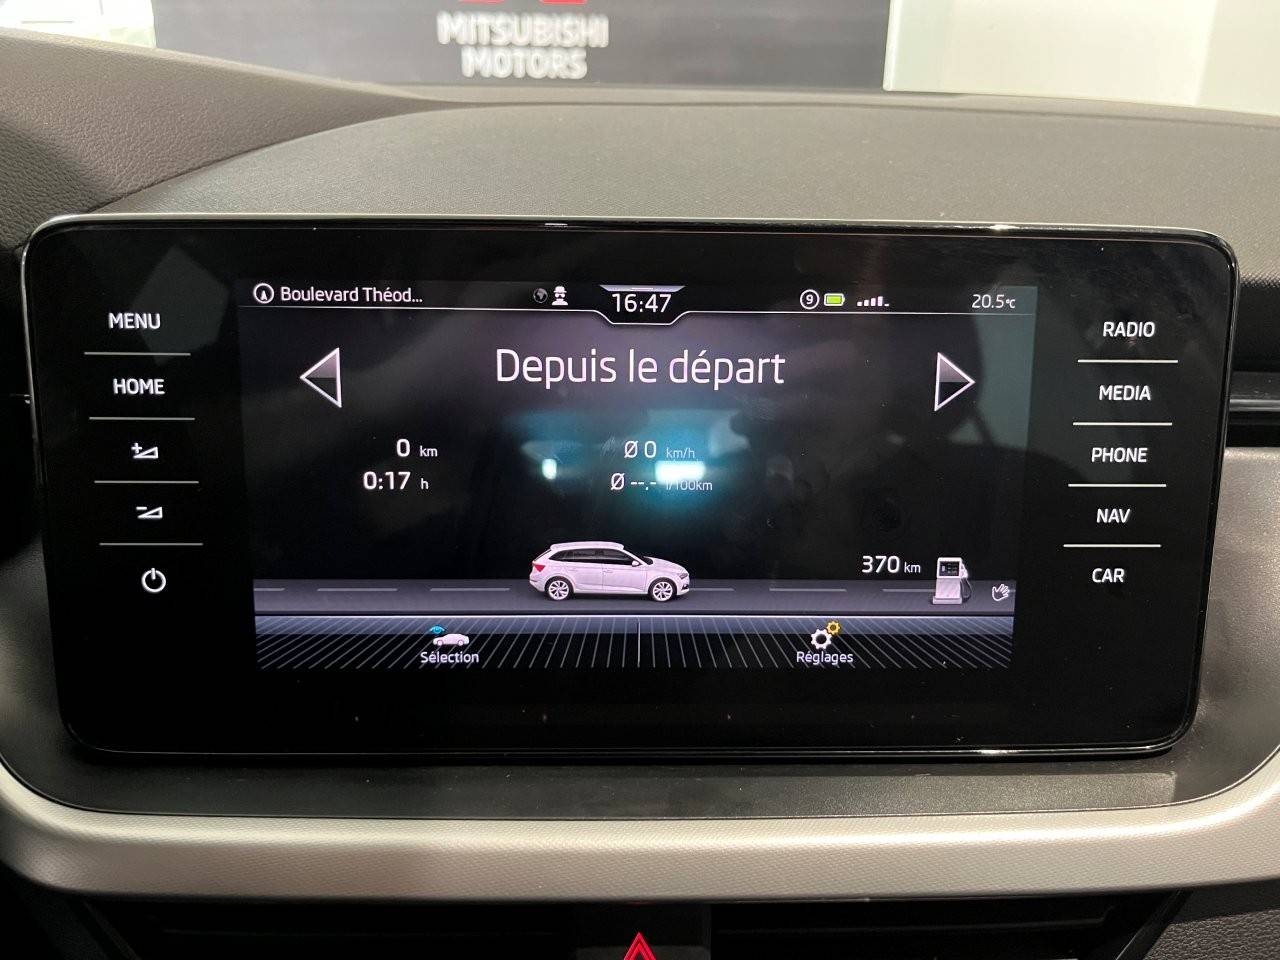 MITSUBISHI
MOTORS
Boulevard Théod...
16:47
9
20.5°C
MENU
HOME
RADIO
MEDIA
PHONE
NAV
CAR
Depuis le départ
0 km
Ø 0 km/h
0:17 h
Ø --.- l/100km
370 km
Sélection
Réglages